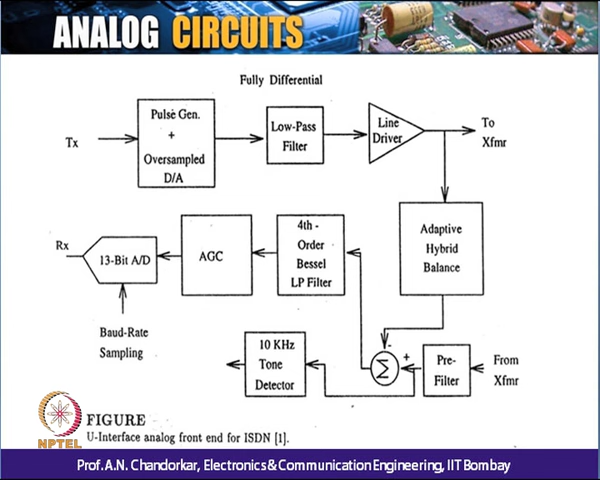 ANALOG CIRCUITS
Fully Differential
Tx
Pulse Gen.
+
Oversampled
D/A
Low-Pass
Filter
Line
Driver
To
Xfmr
Adaptive
Hybrid
Balance
Rx
13-Bit A/D
AGC
4th -
Order
Bessel
LP Filter
Baud-Rate
Sampling
10 KHz
Tone
Detector
-
Σ
+
Pre-
Filter
From
Xfmr
NPTEL
FIGURE
U-Interface analog front end for ISDN [1].
Prof. A.N. Chandorkar, Electronics & Communication Engineering, IIT Bombay